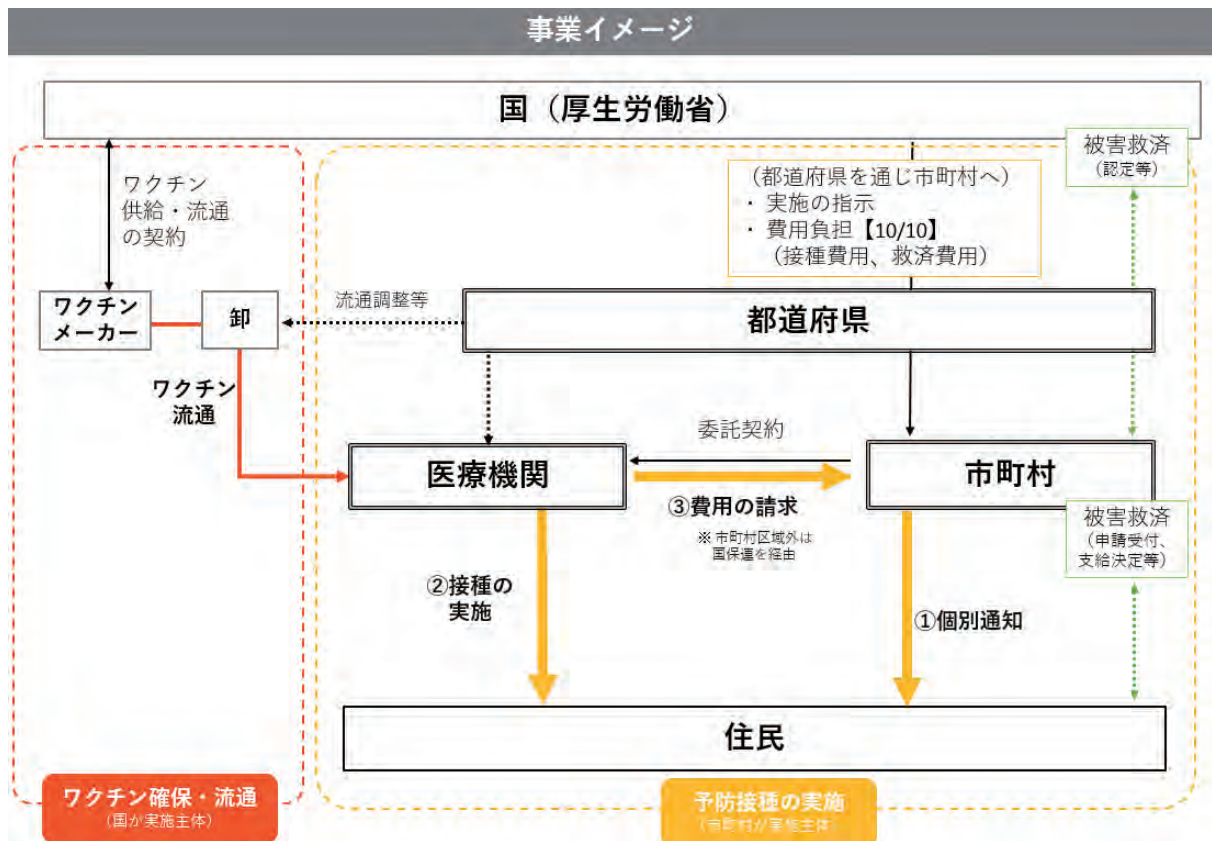 事業イメージ
国（厚生労働省）
ワクチン
供給・流通
の契約
（都道府県を通じ市町村へ）
・ 実施の指示
・ 費用負担【10/10】
（接種費用、救済費用）
被害救済
（認定等）
ワクチン
メーカー
卸
流通調整等
都道府県
ワクチン
流通
委託契約
医療機関
市町村
③費用の請求
※ 市町村区域外は
国保連を経由
被害救済
（申請受付、
支給決定等）
②接種の
実施
①個別通知
住民
ワクチン確保・流通
（国が実施主体）
予防接種の実施
（市町村が実施主体